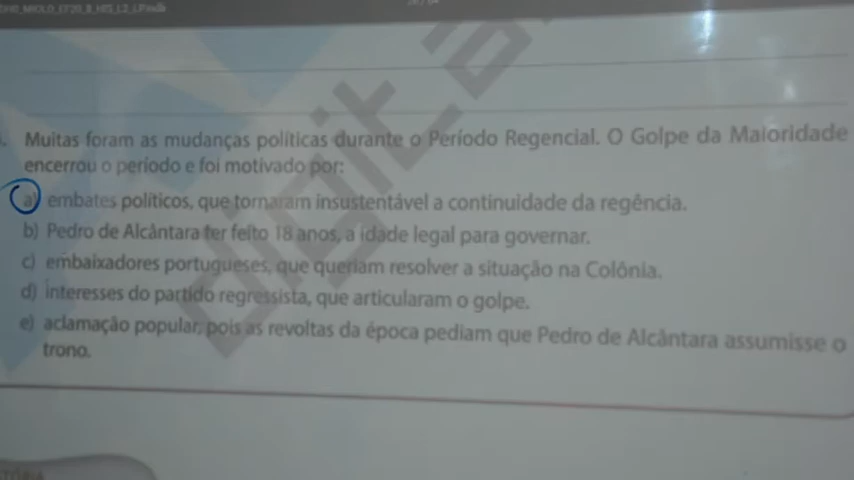 Muitas foram as mudanças políticas durante o Período Regencial. O Golpe da Maioridade
encerrou o período e foi motivado por:
a) embates políticos, que tornaram insustentável a continuidade da regência.
b) Pedro de Alcântara ter feito 18 anos, a idade legal para governar.
c) embaixadores portugueses, que queriam resolver a situação na Colônia.
d) interesses do partido regressista, que articularam o golpe.
e) aclamação popular, pois as revoltas da época pediam que Pedro de Alcântara assumisse o
trono.
digital